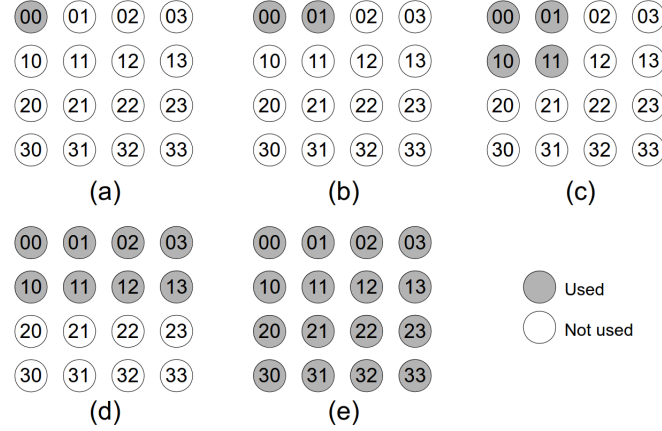 00 01 02 03 00 01 02 03 00 01 02 03
10 11 12 13 10 11 12 13 10 11 12 13
20 21 22 23 20 21 22 23 20 21 22 23
30 31 32 33 30 31 32 33 30 31 32 33
(a) (b) (c)
00 01 02 03 00 01 02 03
10 11 12 13 10 11 12 13 Used
20 21 22 23 20 21 22 23 Not used
30 31 32 33 30 31 32 33
(d) (e)